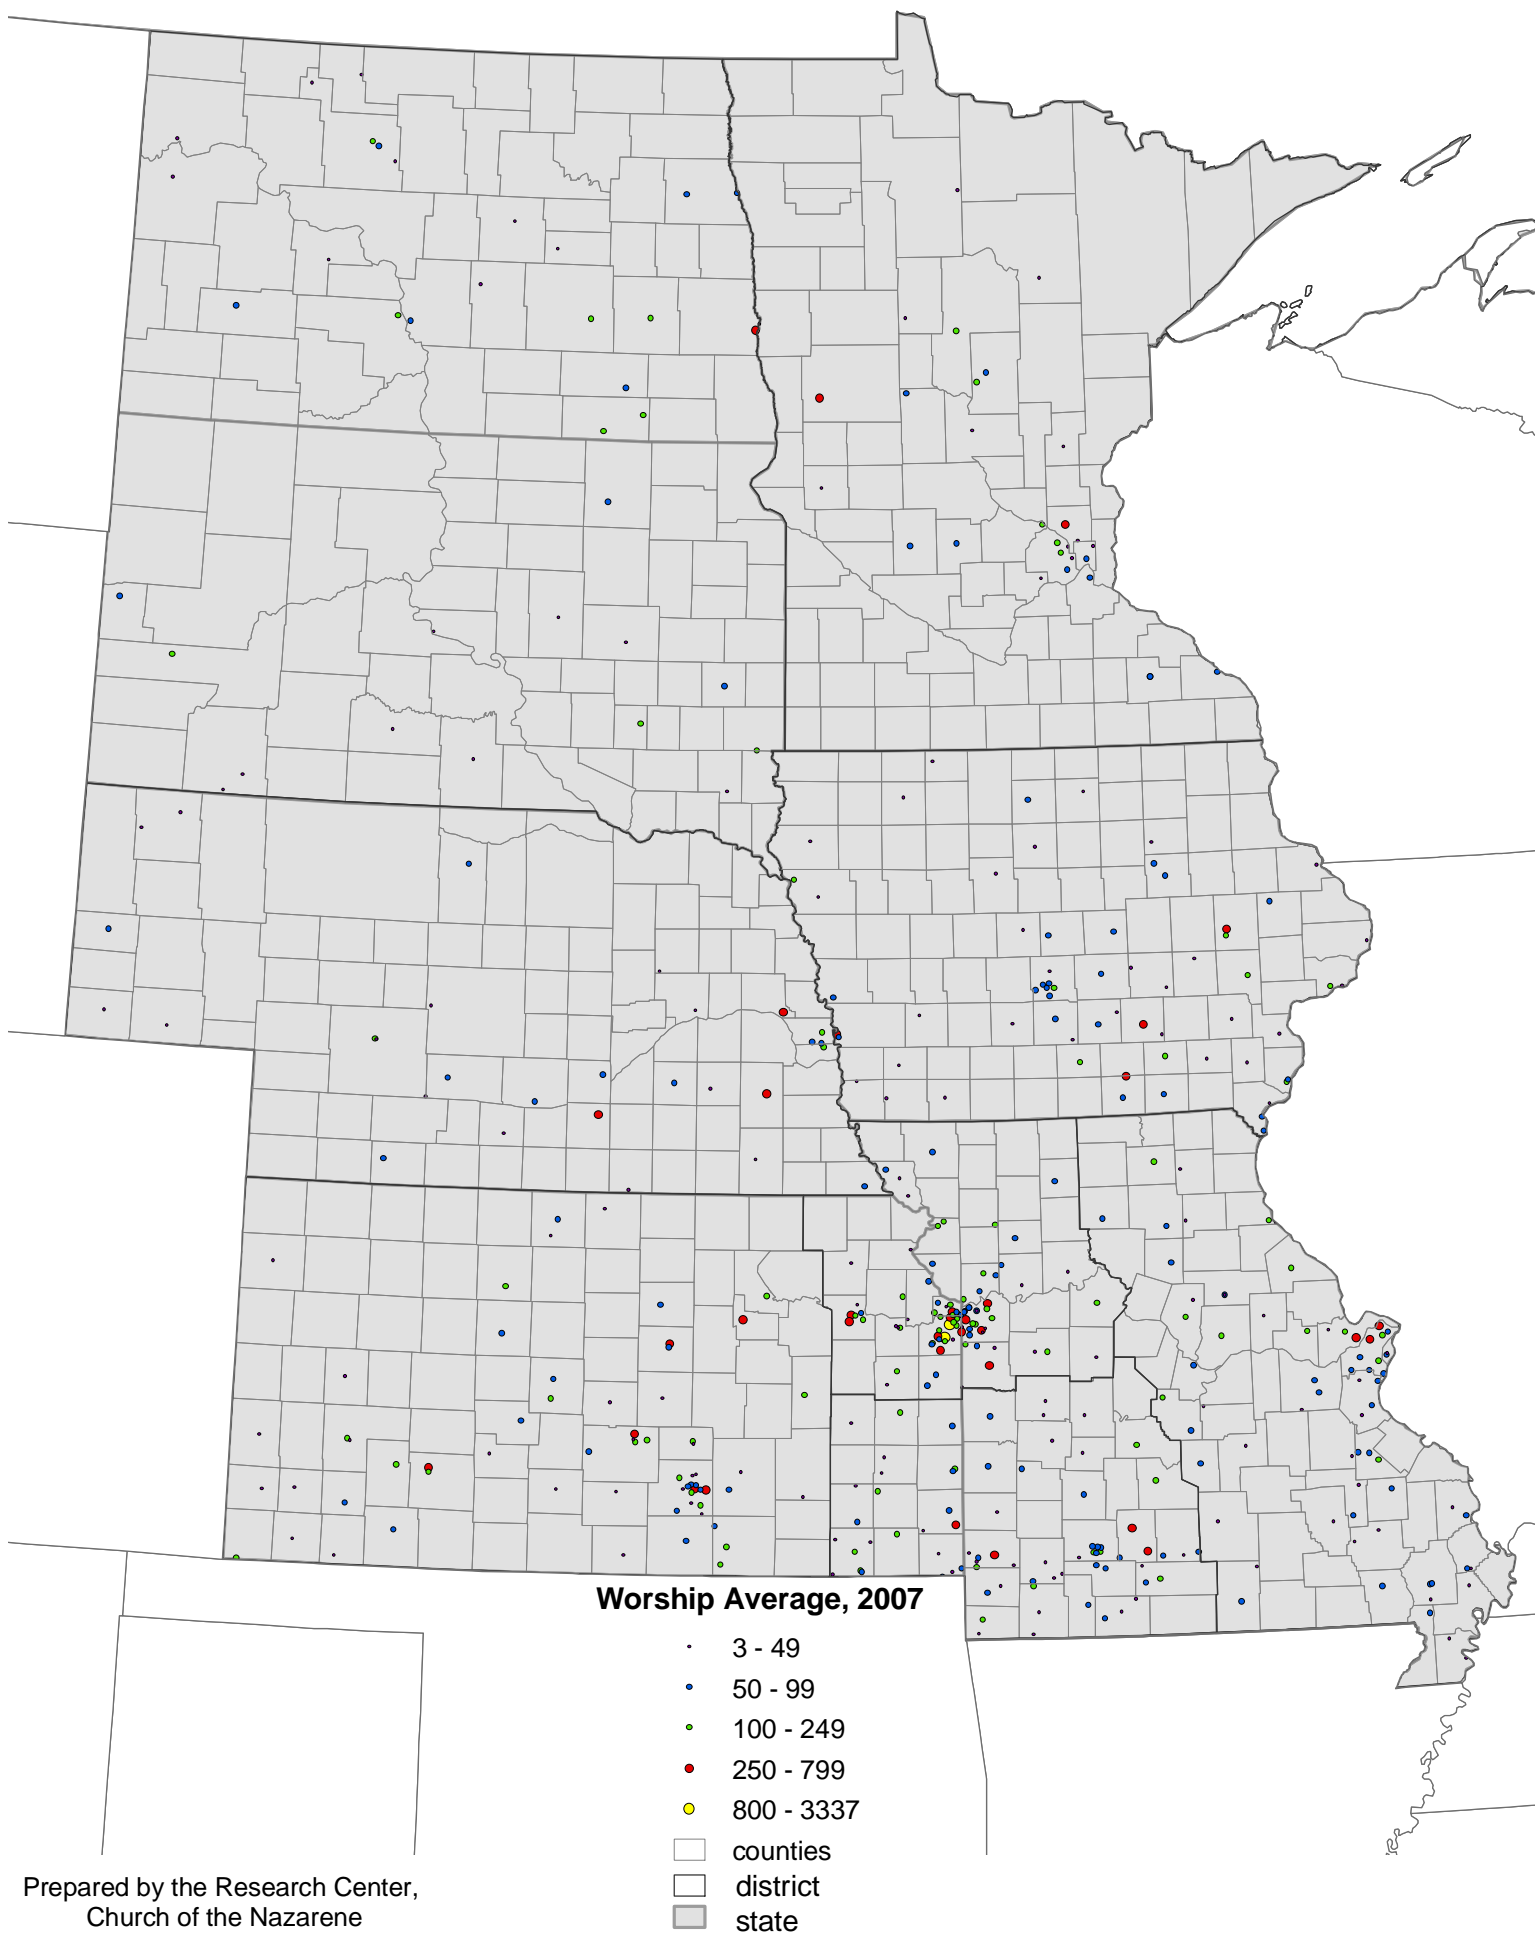 Worship Average, 2007
3 - 49
50 - 99
100 - 249
250 - 799
800 - 3337
counties
district
state
Prepared by the Research Center,
Church of the Nazarene